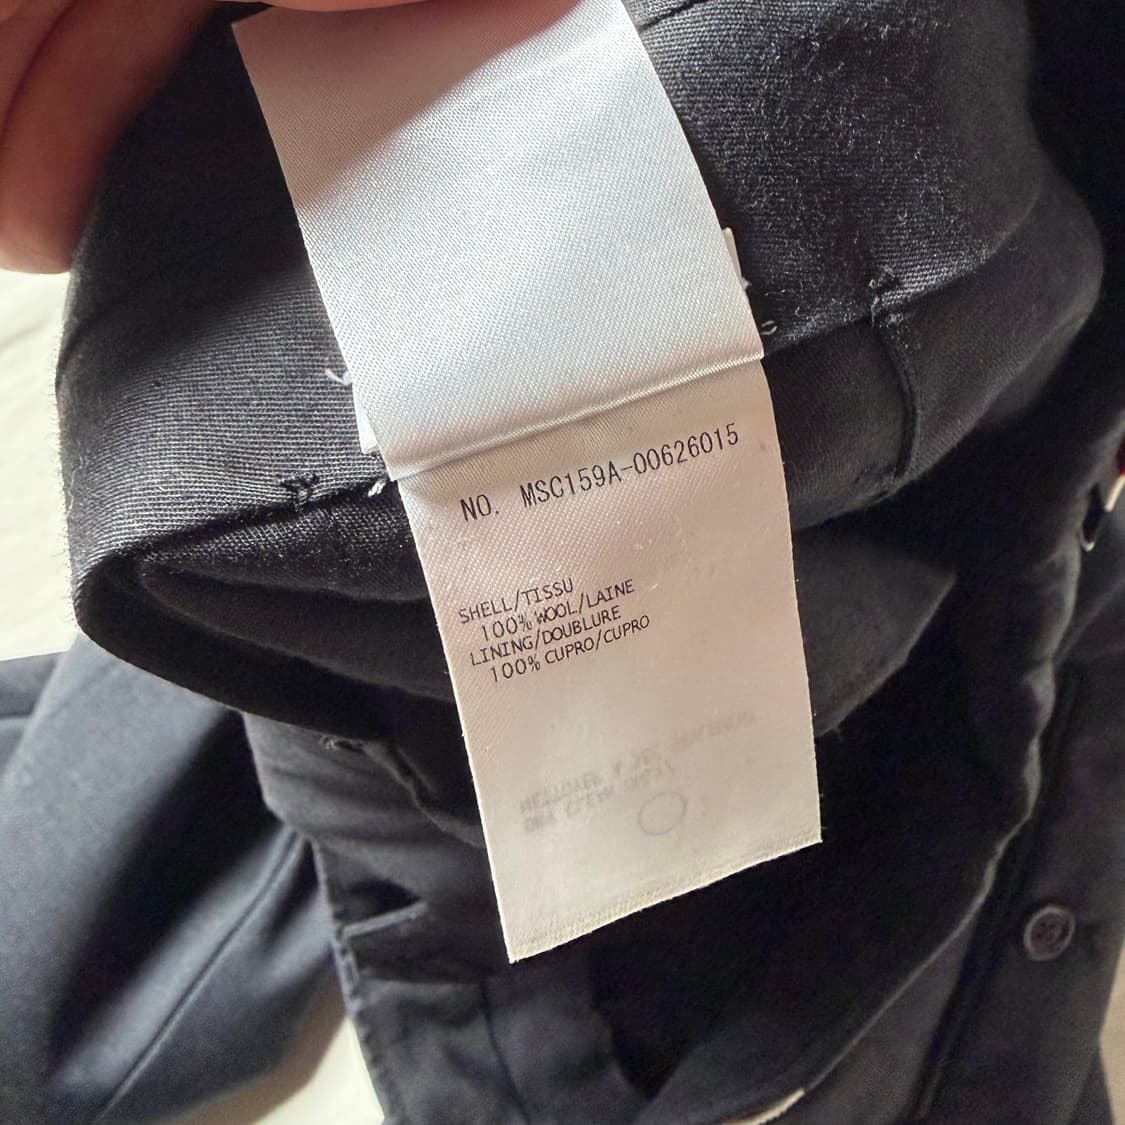 NO. MSC159A-00626015
SHELL/TISSU
100% WOOL/LAINE
LINING/DOUBLURE
100% CUPRO/CUPRO